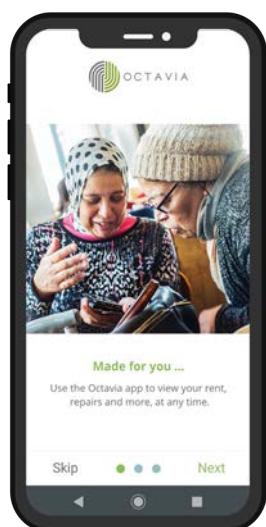 OCTAVIA
Made for you ...
Use the Octavia app to view your rent,
repairs and more, at any time.
Skip
Next